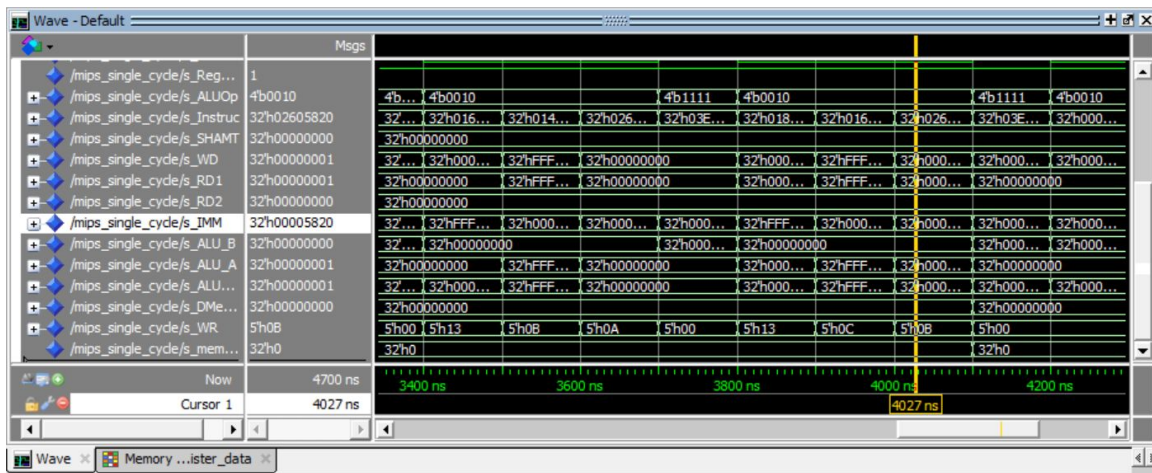 Wave - Default
Msgs
/mips_single_cycle/s_Reg... 1
/mips_single_cycle/s_ALUOp 4'b0010 4'b... 4'b0010 4'b1111 4'b0010 4'b1111 4'b0010
/mips_single_cycle/s_Instruc 32'h02605820 32'... 32'h016... 32'h014... 32'h026... 32'h03E... 32'h018... 32'h016... 32'h026... 32'h03E... 32'h000...
/mips_single_cycle/s_SHAMT 32'h00000000 32'h00000000
/mips_single_cycle/s_WD 32'h00000001 32'... 32'h000... 32'hFFF... 32'h00000000 32'h000... 32'hFFF... 32'h000... 32'h000... 32'h000...
/mips_single_cycle/s_RD1 32'h00000001 32'h00000000 32'hFFF... 32'h00000000 32'h000... 32'hFFF... 32'h000... 32'h00000000
/mips_single_cycle/s_RD2 32'h00000000 32'h00000000
/mips_single_cycle/s_IMM 32'h00005820 32'... 32'hFFF... 32'h000... 32'h000... 32'h000... 32'hFFF... 32'h000... 32'h000... 32'h000... 32'h000...
/mips_single_cycle/s_ALU_B 32'h00000000 32'... 32'h00000000 32'h000... 32'h00000000 32'h000... 32'h000...
/mips_single_cycle/s_ALU_A 32'h00000001 32'h00000000 32'hFFF... 32'h00000000 32'h000... 32'hFFF... 32'h000... 32'h00000000
/mips_single_cycle/s_ALU... 32'h00000001 32'... 32'h000... 32'hFFF... 32'h00000000 32'h000... 32'hFFF... 32'h000... 32'h000... 32'h000...
/mips_single_cycle/s_DMe... 32'h00000000 32'h00000000 32'h00000000
/mips_single_cycle/s_WR 5'h0B 5'h00 5'h13 5'h0B 5'h0A 5'h00 5'h13 5'h0C 5'h0B 5'h00
/mips_single_cycle/s_mem... 32'h0 32'h0 32'h0
Now 4700 ns 3400 ns 3600 ns 3800 ns 4000 ns 4200 ns
Cursor 1 4027 ns 4027 ns
Wave Memory ...ister_data